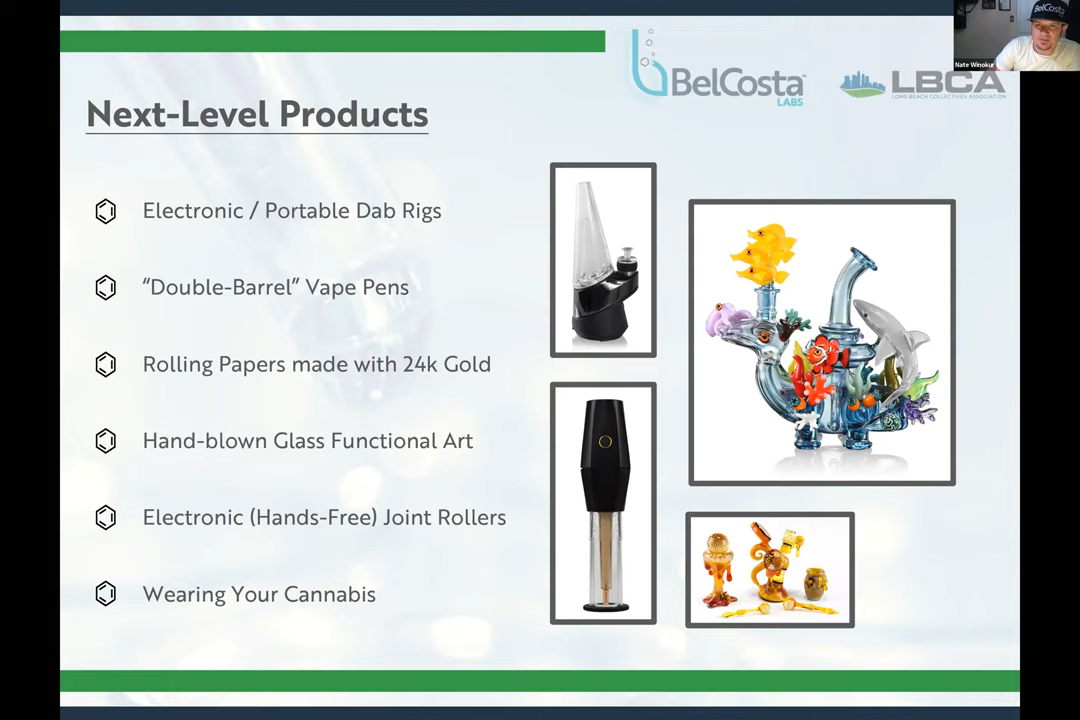 BelCosta
Nate Winokur
BelCosta™
LABS
LBCA
LONG BEACH COLLECTIVES ASSOCIATION
Next-Level Products
Electronic / Portable Dab Rigs
“Double-Barrel” Vape Pens
Rolling Papers made with 24k Gold
Hand-blown Glass Functional Art
Electronic (Hands-Free) Joint Rollers
Wearing Your Cannabis